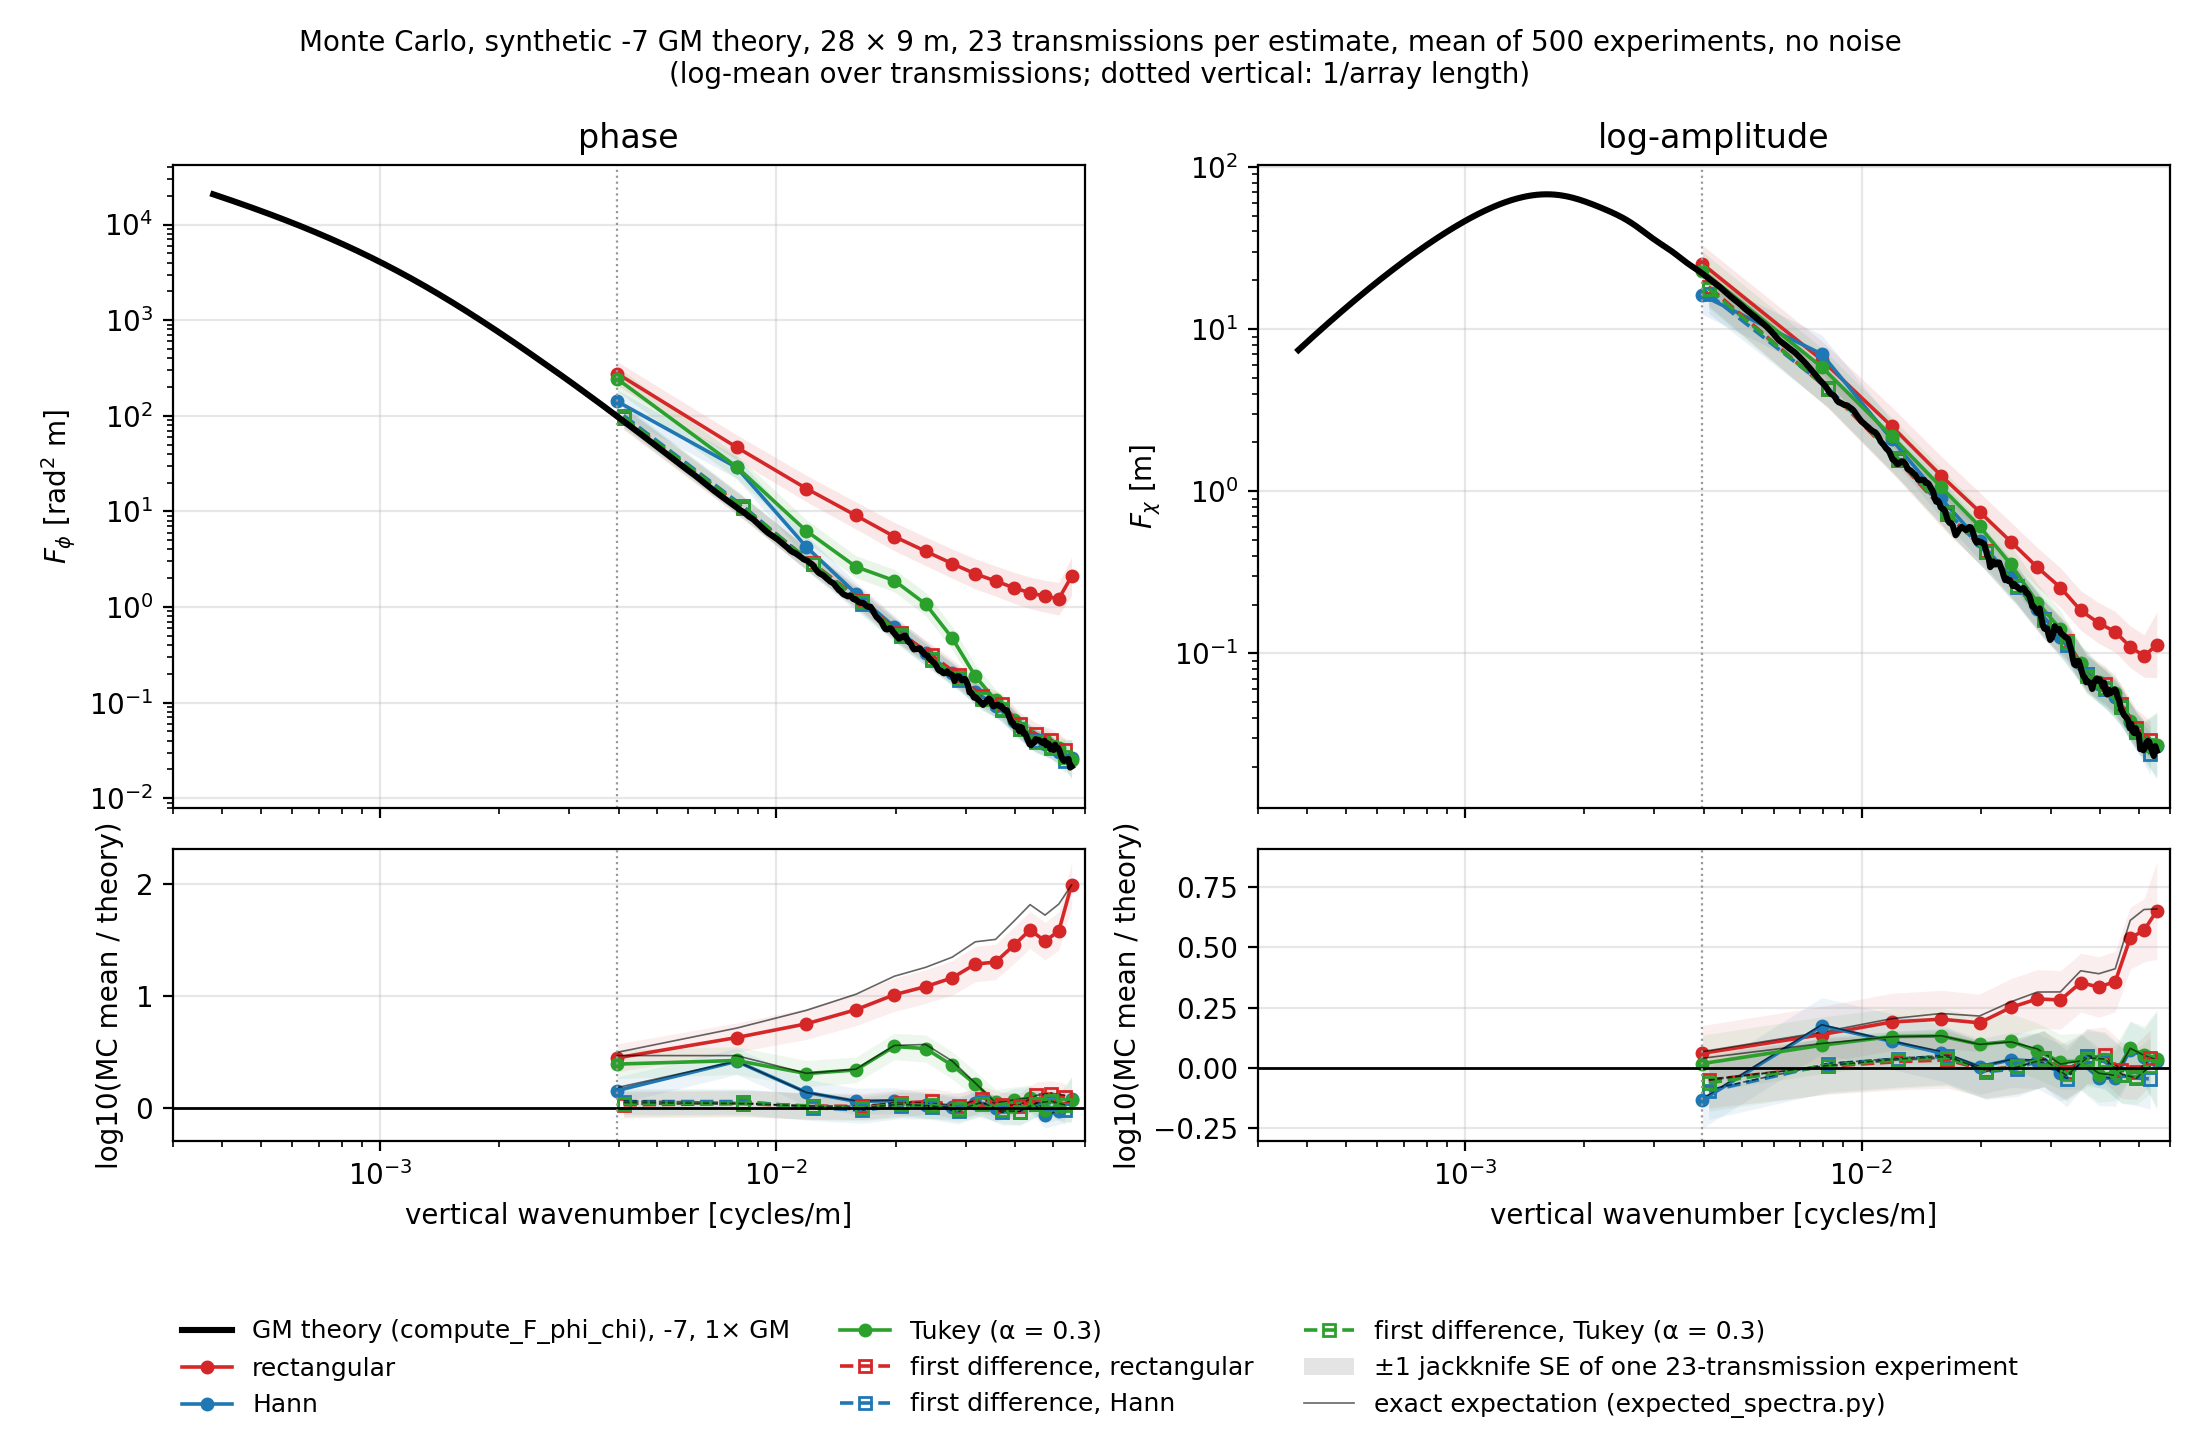 Monte Carlo, synthetic -7 GM theory, 28 × 9 m, 23 transmissions per estimate, mean of 500 experiments, no noise
(log-mean over transmissions; dotted vertical: 1/array length)
phase
log-amplitude
10⁴
10³
10²
10¹
10⁰
10⁻¹
10⁻²
F_ϕ [rad² m]
10²
10¹
10⁰
10⁻¹
F_χ [m]
2
1
0
log10(MC mean / theory)
10⁻³
10⁻²
vertical wavenumber [cycles/m]
0.75
0.50
0.25
0.00
−0.25
log10(MC mean / theory)
10⁻³
10⁻²
vertical wavenumber [cycles/m]
GM theory (compute_F_phi_chi), -7, 1× GM
rectangular
Hann
Tukey (α = 0.3)
first difference, rectangular
first difference, Hann
first difference, Tukey (α = 0.3)
±1 jackknife SE of one 23-transmission experiment
exact expectation (expected_spectra.py)